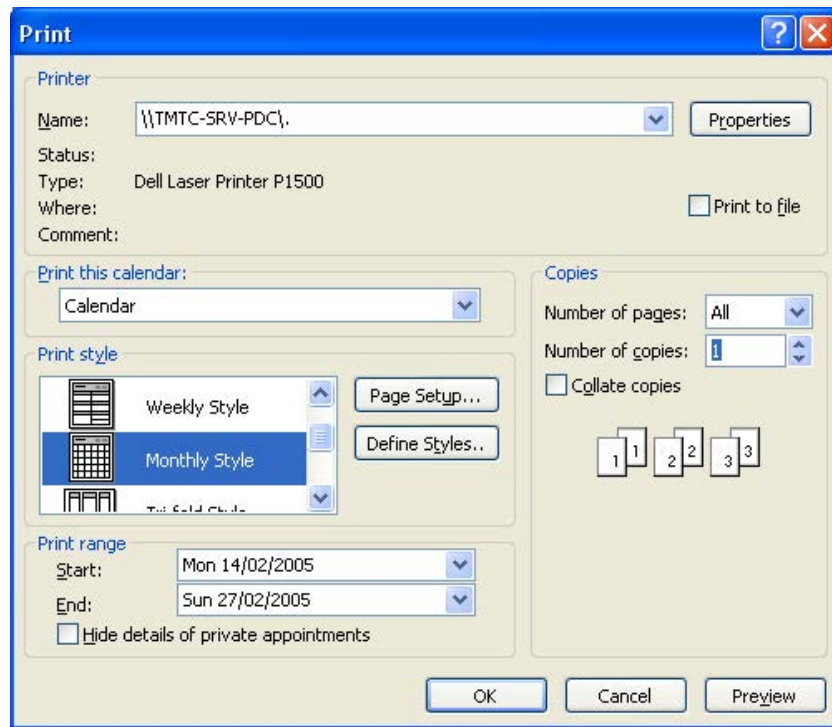 Print
Printer
Name: \\TMTC-SRV-PDC\. Properties
Status:
Type: Dell Laser Printer P1500
Where: Print to file
Comment:
Print this calendar:
Calendar
Print style
Weekly Style
Monthly Style
Tri-fold Style
Page Setup...
Define Styles..
Print range
Start: Mon 14/02/2005
End: Sun 27/02/2005
Hide details of private appointments
Copies
Number of pages: All
Number of copies: 1
Collate copies
1 1 2 2 3 3
OK Cancel Preview